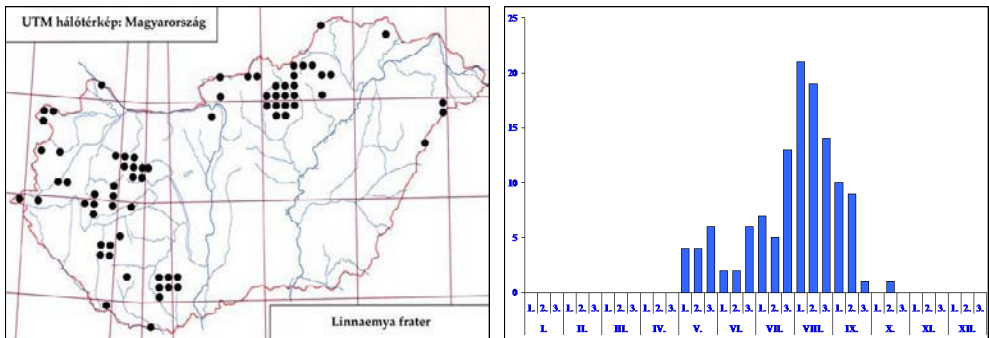 UTM hálótérkép: Magyarország
Linnaemya frater
25
20
15
10
5
0
1. 2. 3. 1. 2. 3. 1. 2. 3. 1. 2. 3. 1. 2. 3. 1. 2. 3. 1. 2. 3. 1. 2. 3. 1. 2. 3. 1. 2. 3. 1. 2. 3. 1. 2. 3.
I. II. III. IV. V. VI. VII. VIII. IX. X. XI. XII.